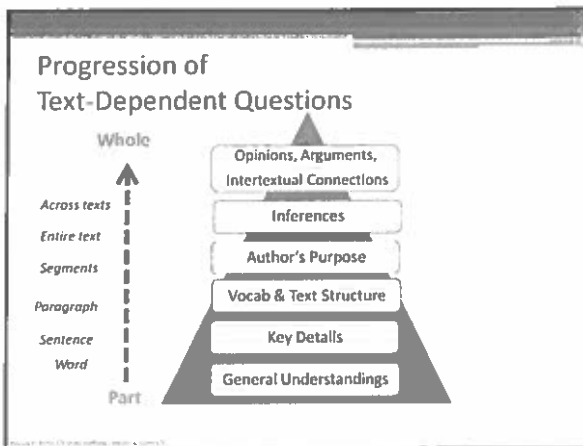 Progression of
Text-Dependent Questions
Whole
Across texts
Entire text
Segments
Paragraph
Sentence
Word
Part
Opinions, Arguments,
Intertextual Connections
Inferences
Author's Purpose
Vocab & Text Structure
Key Details
General Understandings